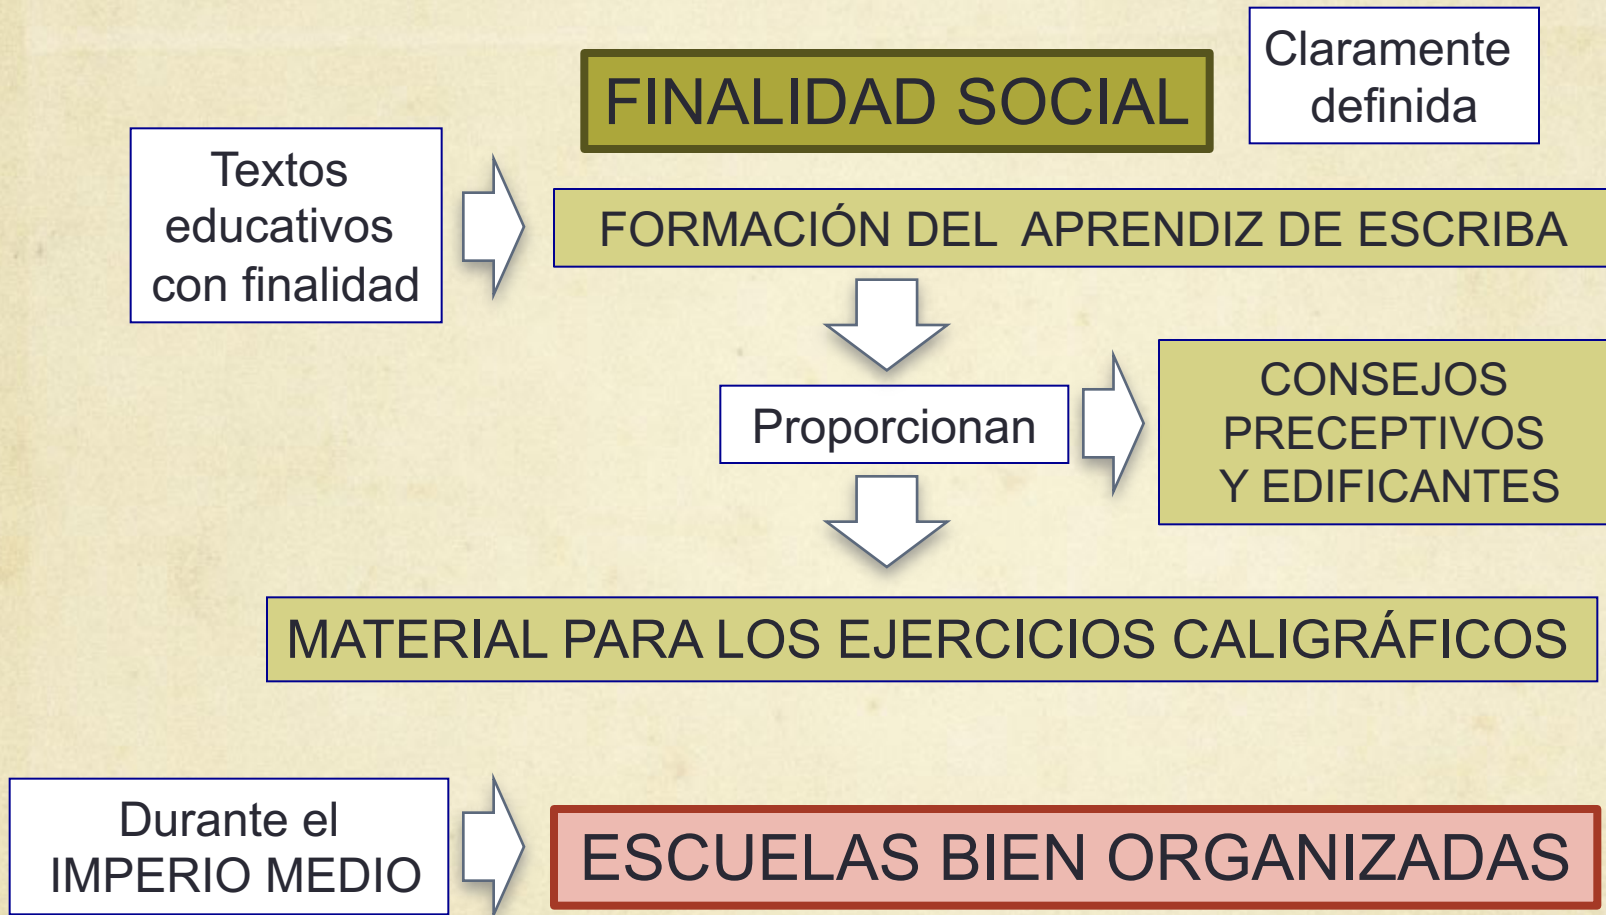 FINALIDAD SOCIAL
Claramente
definida
Textos
educativos
con finalidad
FORMACIÓN DEL APRENDIZ DE ESCRIBA
Proporcionan
CONSEJOS
PRECEPTIVOS
Y EDIFICANTES
MATERIAL PARA LOS EJERCICIOS CALIGRÁFICOS
Durante el
IMPERIO MEDIO
ESCUELAS BIEN ORGANIZADAS